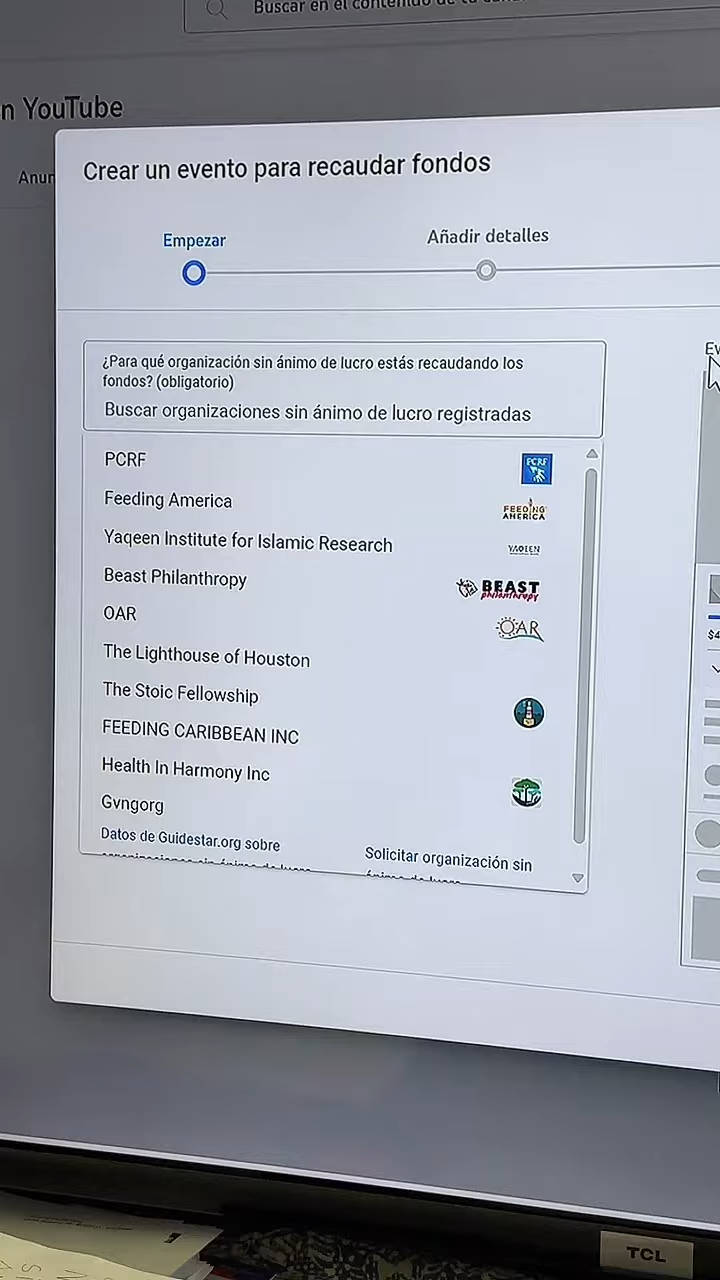 Buscar en el contenido de tu
n YouTube
Anun
Crear un evento para recaudar fondos
Empezar
Añadir detalles
Ev
¿Para qué organización sin ánimo de lucro estás recaudando los
fondos? (obligatorio)
Buscar organizaciones sin ánimo de lucro registradas
PCRF
PCRF
Feeding America
FEEDING
AMERICA
Yaqeen Institute for Islamic Research
YAQEEN
Beast Philanthropy
BEAST
philanthropy
OAR
OAR
The Lighthouse of Houston
The Stoic Fellowship
FEEDING CARIBBEAN INC
Health In Harmony Inc
Gvngorg
Datos de Guidestar.org sobre
Solicitar organización sin
$4
TCL